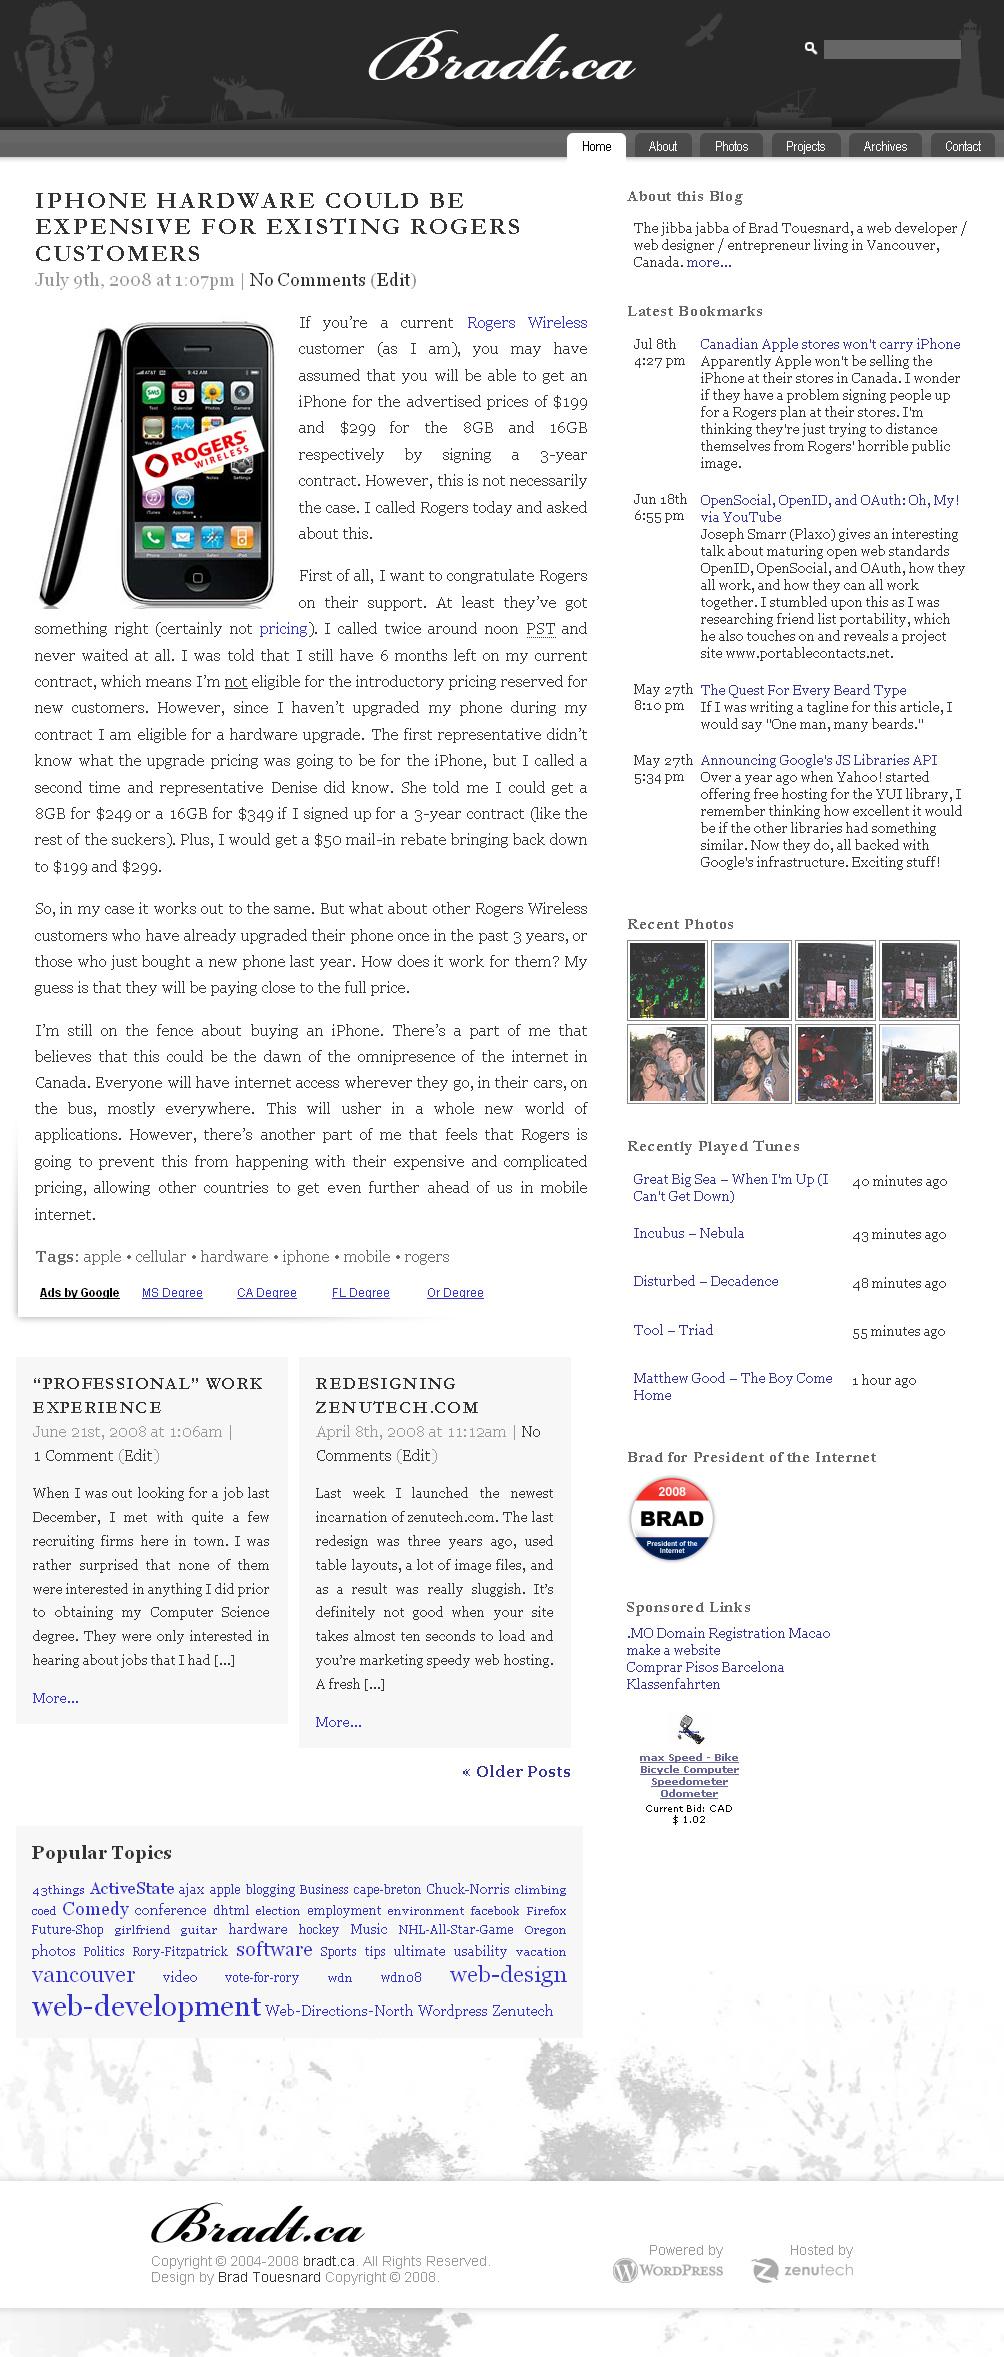 Bradt.ca
Home
About
Photos
Projects
Archives
Contact
IPHONE HARDWARE COULD BE
EXPENSIVE FOR EXISTING ROGERS
CUSTOMERS
July 9th, 2008 at 1:07pm | No Comments (Edit)
ROGERS
WIRELESS
If you're a current Rogers Wireless
customer (as I am), you may have
assumed that you will be able to get an
iPhone for the advertised prices of $199
and $299 for the 8GB and 16GB
respectively by signing a 3-year
contract. However, this is not necessarily
the case. I called Rogers today and asked
about this.
First of all, I want to congratulate Rogers
on their support. At least they've got
something right (certainly not pricing). I called twice around noon PST and
never waited at all. I was told that I still have 6 months left on my current
contract, which means I'm not eligible for the introductory pricing reserved for
new customers. However, since I haven't upgraded my phone during my
contract I am eligible for a hardware upgrade. The first representative didn't
know what the upgrade pricing was going to be for the iPhone, but I called a
second time and representative Denise did know. She told me I could get a
8GB for $249 or a 16GB for $349 if I signed up for a 3-year contract (like the
rest of the suckers). Plus, I would get a $50 mail-in rebate bringing back down
to $199 and $299.
So, in my case it works out to the same. But what about other Rogers Wireless
customers who have already upgraded their phone once in the past 3 years, or
those who just bought a new phone last year. How does it work for them? My
guess is that they will be paying close to the full price.
I'm still on the fence about buying an iPhone. There's a part of me that
believes that this could be the dawn of the omnipresence of the internet in
Canada. Everyone will have internet access wherever they go, in their cars, on
the bus, mostly everywhere. This will usher in a whole new world of
applications. However, there's another part of me that feels that Rogers is
going to prevent this from happening with their expensive and complicated
pricing, allowing other countries to get even further ahead of us in mobile
internet.
Tags: apple • cellular • hardware • iphone • mobile • rogers
Ads by Google MS Degree CA Degree FL Degree Or Degree
"PROFESSIONAL" WORK
EXPERIENCE
June 21st, 2008 at 1:06am |
1 Comment (Edit)
When I was out looking for a job last
December, I met with quite a few
recruiting firms here in town. I was
rather surprised that none of them
were interested in anything I did prior
to obtaining my Computer Science
degree. They were only interested in
hearing about jobs that I had [...]
More...
REDESIGNING
ZENUTECH.COM
April 8th, 2008 at 11:12am | No
Comments (Edit)
Last week I launched the newest
incarnation of zenutech.com. The last
redesign was three years ago, used
table layouts, a lot of image files, and
as a result was really sluggish. It's
definitely not good when your site
takes almost ten seconds to load and
you're marketing speedy web hosting.
A fresh [...]
More...
« Older Posts
Popular Topics
43things ActiveState ajax apple blogging Business cape-breton Chuck-Norris climbing
coed Comedy conference dhtml election employment environment facebook Firefox
Future-Shop girlfriend guitar hardware hockey Music NHL-All-Star-Game Oregon
photos Politics Rory-Fitzpatrick software Sports tips ultimate usability vacation
vancouver video vote-for-rory wdn wdn08 web-design
web-development Web-Directions-North Wordpress Zenutech
About this Blog
The jibba jabba of Brad Touesnard, a web developer /
web designer / entrepreneur living in Vancouver,
Canada. more...
Latest Bookmarks
Jul 8th
4:27 pm
Canadian Apple stores won't carry iPhone
Apparently Apple won't be selling the
iPhone at their stores in Canada. I wonder
if they have a problem signing people up
for a Rogers plan at their stores. I'm
thinking they're just trying to distance
themselves from Rogers' horrible public
image.
Jun 18th
6:55 pm
OpenSocial, OpenID, and OAuth: Oh, My!
via YouTube
Joseph Smarr (Plaxo) gives an interesting
talk about maturing open web standards
OpenID, OpenSocial, and OAuth, how they
all work, and how they can all work
together. I stumbled upon this as I was
researching friend list portability, which
he also touches on and reveals a project
site www.portablecontacts.net.
May 27th
8:10 pm
The Quest For Every Beard Type
If I was writing a tagline for this article, I
would say "One man, many beards."
May 27th
5:34 pm
Announcing Google's JS Libraries API
Over a year ago when Yahoo! started
offering free hosting for the YUI library, I
remember thinking how excellent it would
be if the other libraries had something
similar. Now they do, all backed with
Google's infrastructure. Exciting stuff!
Recent Photos
Recently Played Tunes
Great Big Sea – When I'm Up (I
Can't Get Down)
40 minutes ago
Incubus – Nebula
43 minutes ago
Disturbed – Decadence
48 minutes ago
Tool – Triad
55 minutes ago
Matthew Good – The Boy Come
Home
1 hour ago
Brad for President of the Internet
2008
BRAD
President of the
Internet
Sponsored Links
.MO Domain Registration Macao
make a website
Comprar Pisos Barcelona
Klassenfahrten
max Speed - Bike
Bicycle Computer
Speedometer
Odometer
Current Bid: CAD
$ 1.02
Bradt.ca
Copyright © 2004-2008 bradt.ca. All Rights Reserved.
Design by Brad Touesnard Copyright © 2008.
Powered by
WORDPRESS
Hosted by
zenutech